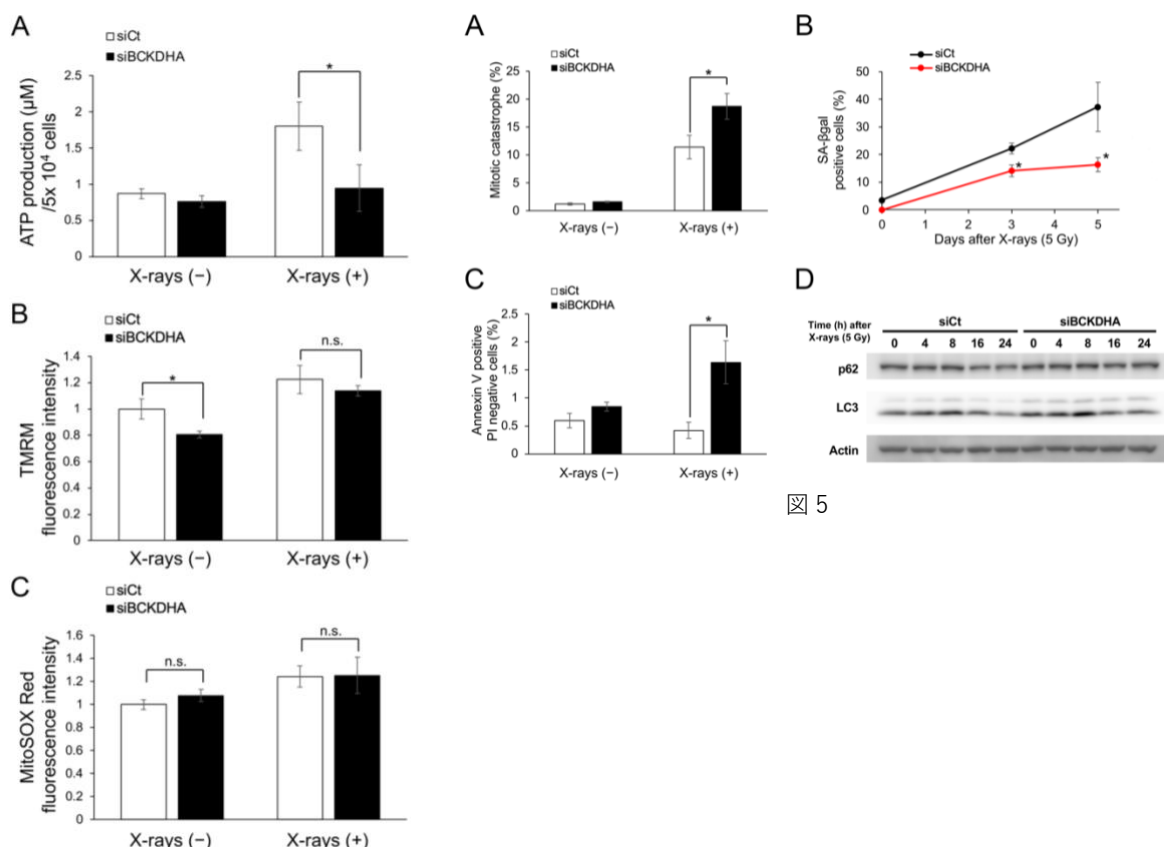 A
siCt
siBCKDHA
ATP production (μM)
/5x 10⁴ cells
2.5
2
1.5
1
0.5
0
*
X-rays (−)
X-rays (+)
B
siCt
siBCKDHA
TMRM
fluorescence intensity
1.4
1.2
1
0.8
0.6
0.4
0.2
0
*
n.s.
X-rays (−)
X-rays (+)
C
siCt
siBCKDHA
MitoSOX Red
fluorescence intensity
1.6
1.4
1.2
1
0.8
0.6
0.4
0.2
0
n.s.
n.s.
X-rays (−)
X-rays (+)
A
siCt
siBCKDHA
Mitotic catastrophe (%)
25
20
15
10
5
0
*
X-rays (−)
X-rays (+)
B
siCt
siBCKDHA
SA-βgal
positive cells (%)
50
40
30
20
10
0
*
*
0 1 2 3 4 5
Days after X-rays (5 Gy)
C
siCt
siBCKDHA
Annexin V positive
PI negative cells (%)
2.5
2
1.5
1
0.5
0
*
X-rays (−)
X-rays (+)
D
Time (h) after
X-rays (5 Gy)
siCt
siBCKDHA
0 4 8 16 24 0 4 8 16 24
p62
LC3
Actin
図 5